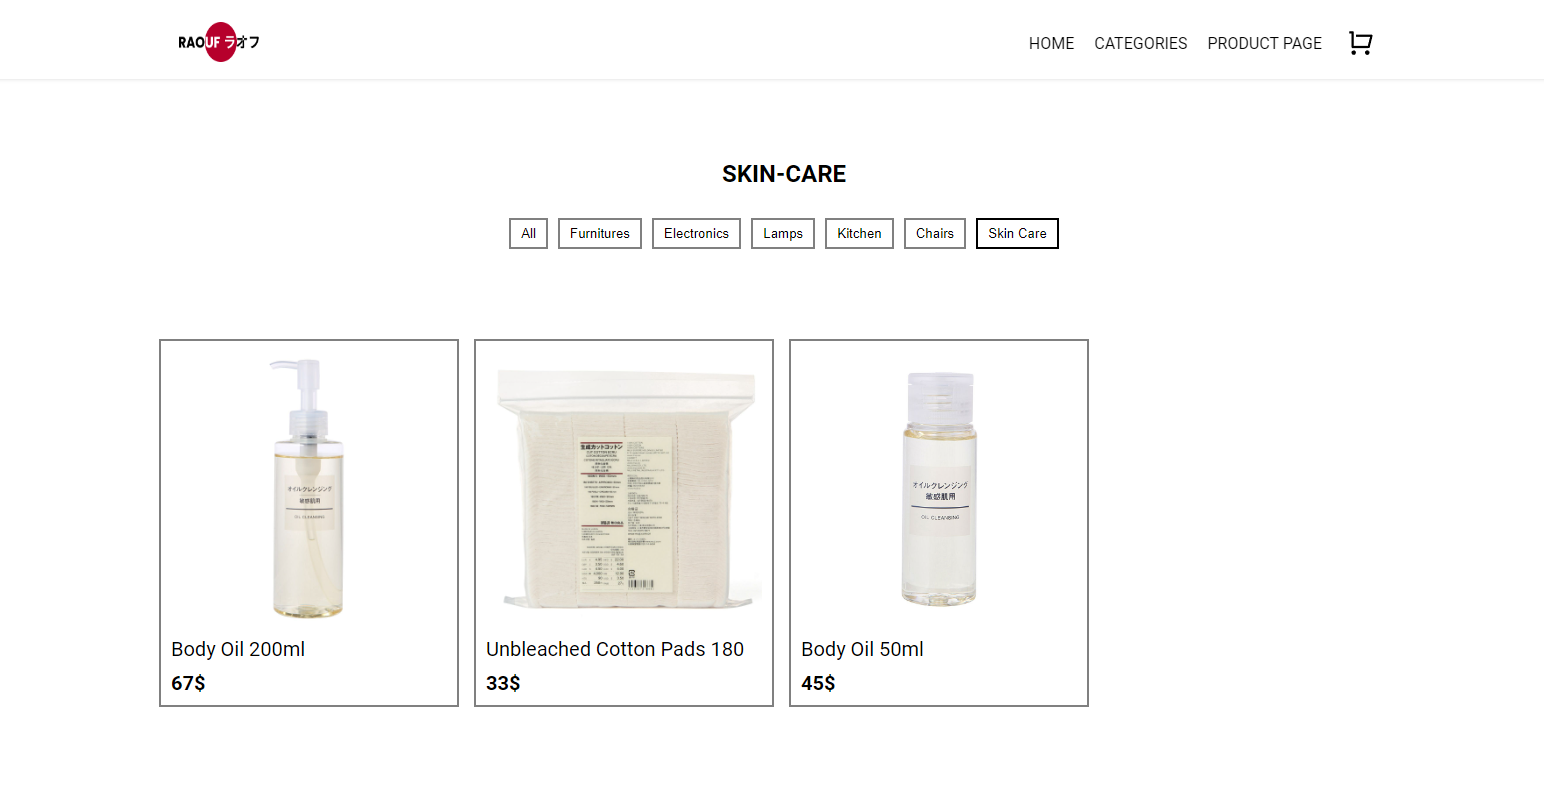 RAOUF ラオフ
HOME CATEGORIES PRODUCT PAGE
SKIN-CARE
All Furnitures Electronics Lamps Kitchen Chairs Skin Care
オイルクレンジング
敏感肌用
OIL CLEANSING
Body Oil 200ml
67$
生成カットコットン
Unbleached Cotton Pads 180
33$
オイルクレンジング
敏感肌用
OIL CLEANSING
Body Oil 50ml
45$